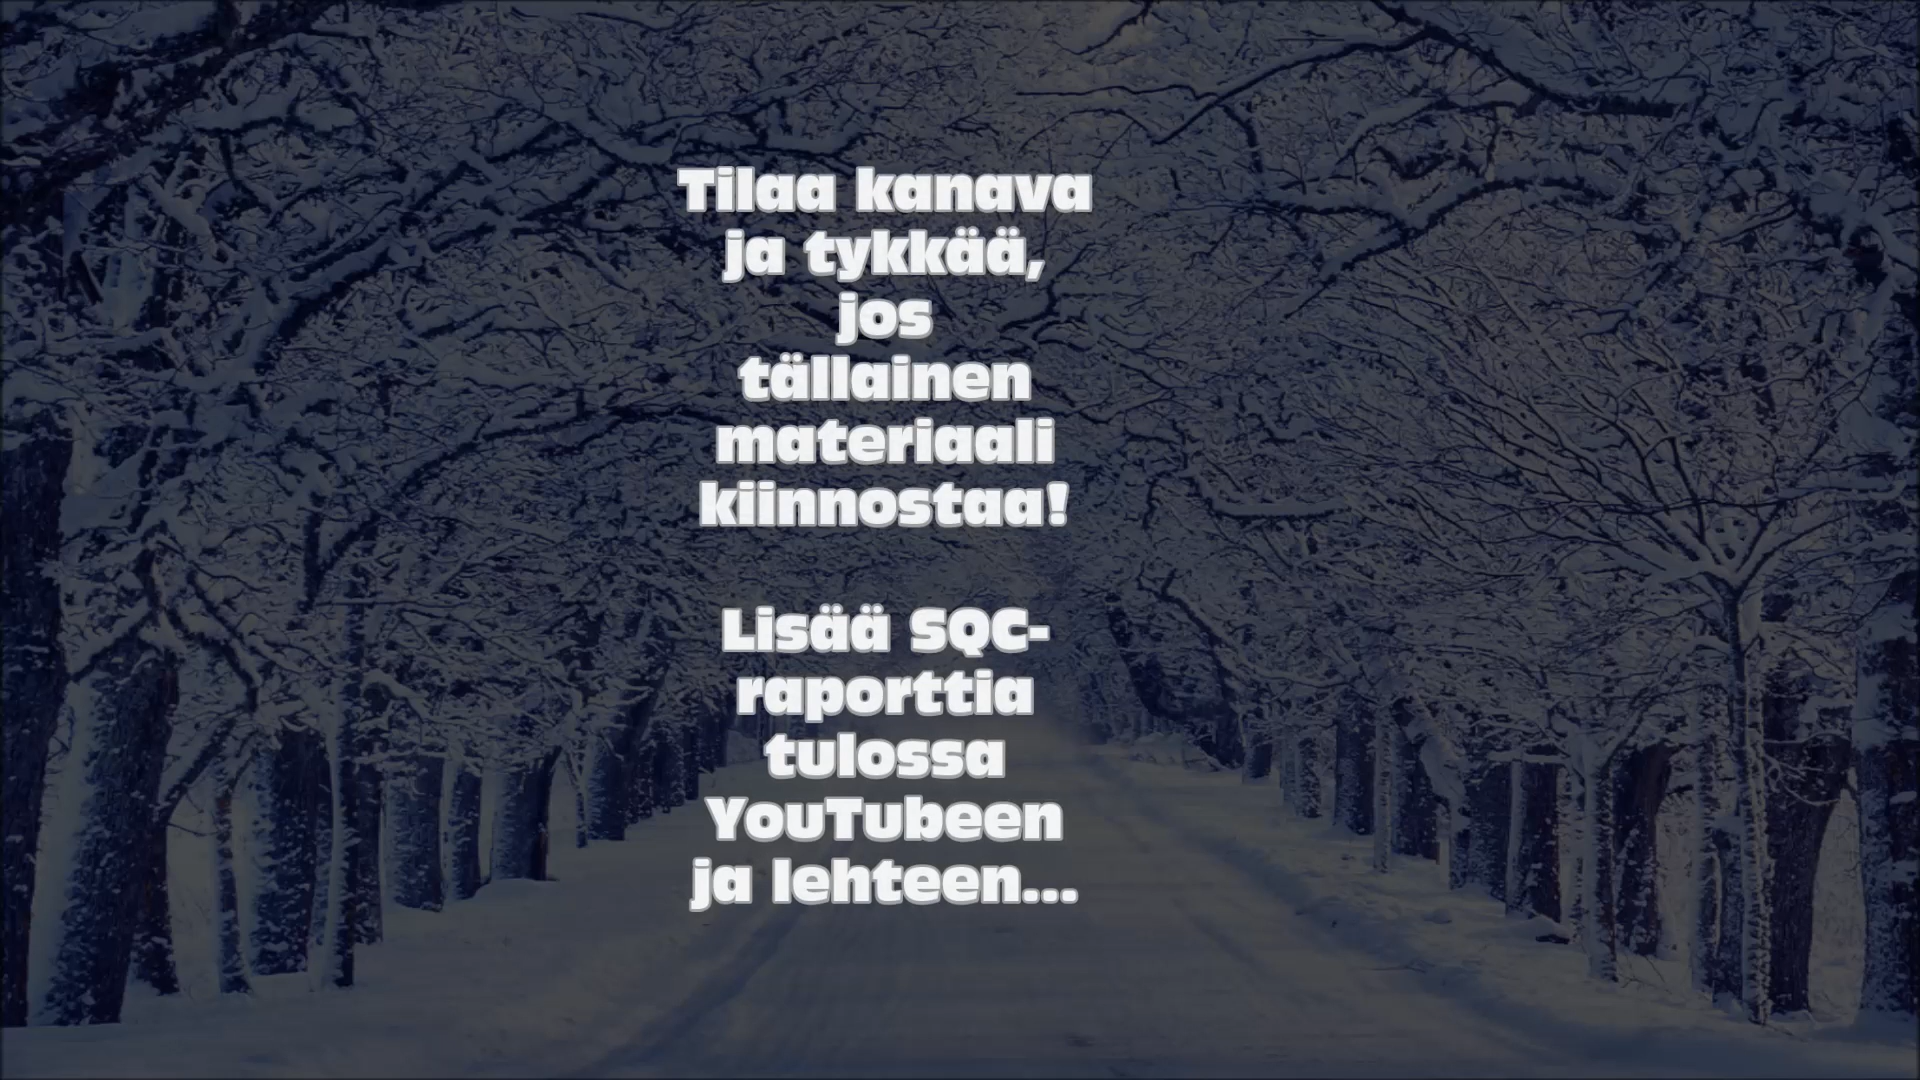 Tilaa kanava
ja tykkää,
jos
tällainen
materiaali
kiinnostaa!
Lisää SQC-
raporttia
tulossa
YouTubeen
ja lehteen...